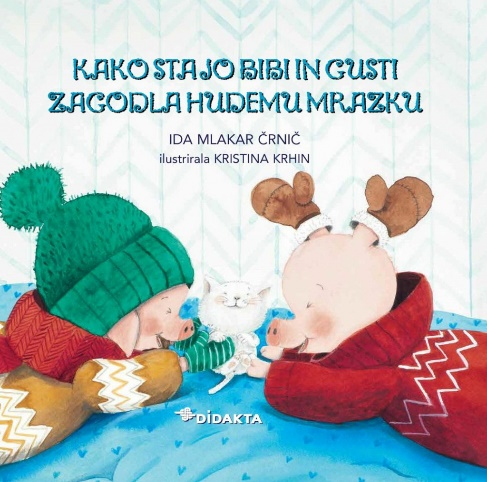 KAKO STA JO BIBI IN GUSTI
ZAGODLA HUDEMU MRAZKU
IDA MLAKAR ČRNIČ
ilustrirala KRISTINA KRHIN
DIDAKTA